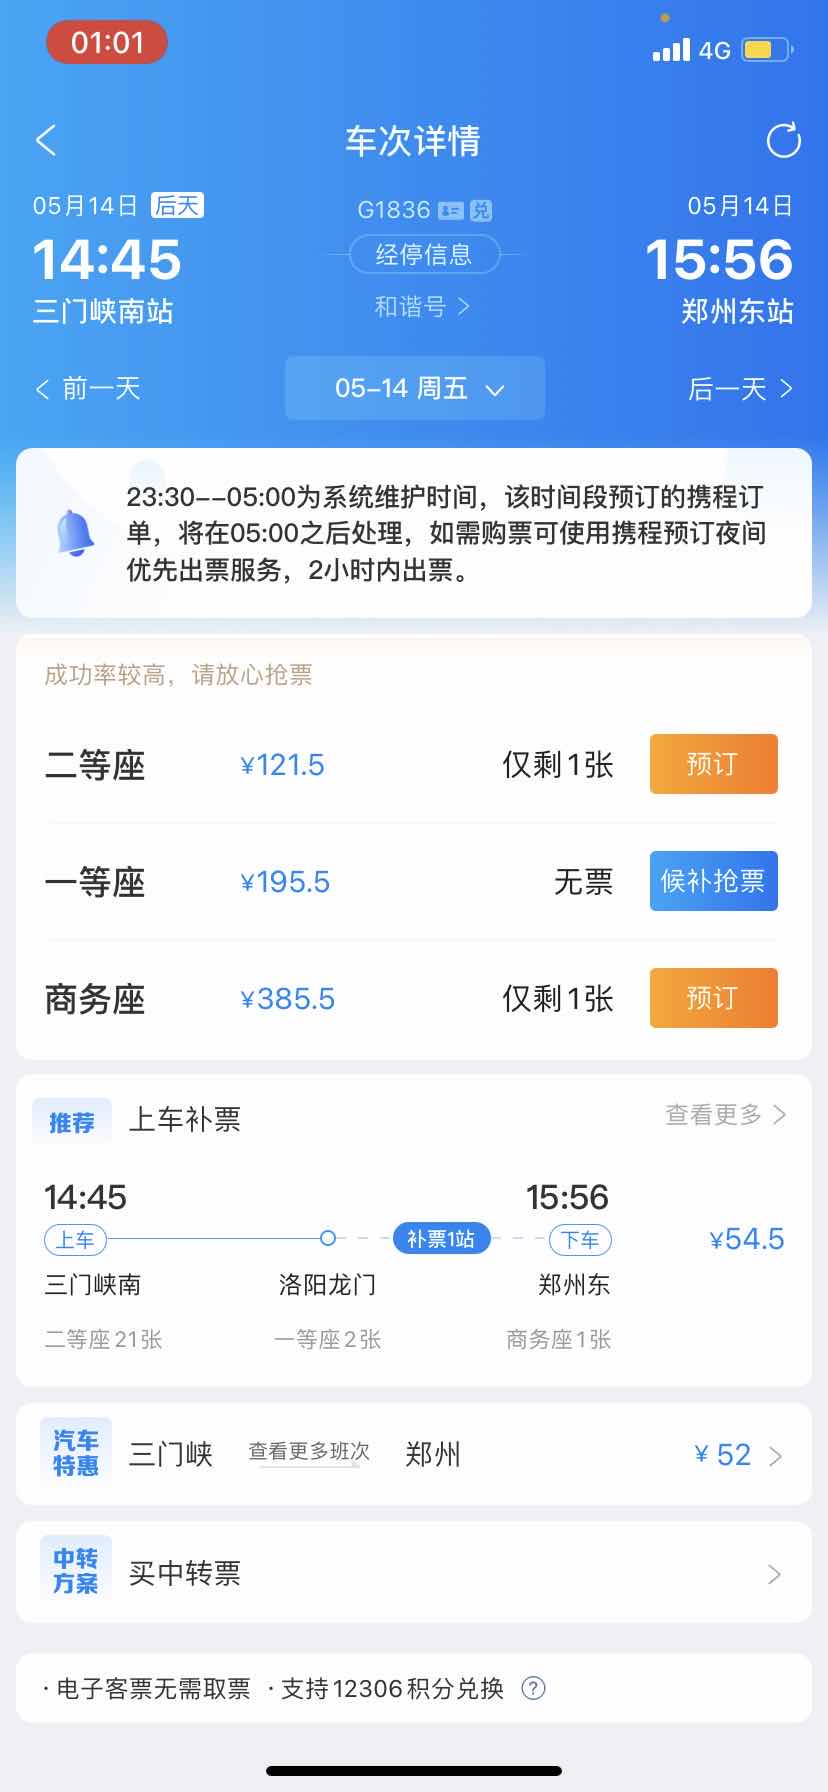 01:01
4G
车次详情
05月14日 后天
G1836 兑
05月14日
14:45
经停信息
15:56
三门峡南站
和谐号
郑州东站
前一天
05-14 周五
后一天
23:30--05:00为系统维护时间，该时间段预订的携程订
单，将在05:00之后处理，如需购票可使用携程预订夜间
优先出票服务，2小时内出票。
成功率较高，请放心抢票
二等座 ¥121.5 仅剩1张 预订
一等座 ¥195.5 无票 候补抢票
商务座 ¥385.5 仅剩1张 预订
推荐 上车补票 查看更多
14:45 15:56
上车 补票1站 下车 ¥54.5
三门峡南 洛阳龙门 郑州东
二等座21张 一等座2张 商务座1张
汽车
特惠
三门峡 查看更多班次 郑州 ¥ 52
中转
方案
买中转票
· 电子客票无需取票 · 支持12306积分兑换 ?